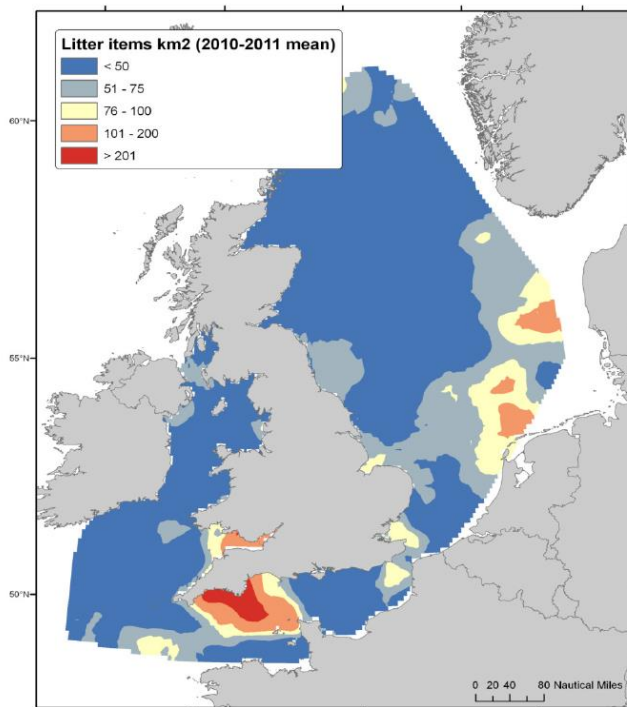 Litter items km2 (2010-2011 mean)
< 50
51 - 75
76 - 100
101 - 200
> 201
60°N
55°N
50°N
0 20 40 80 Nautical Miles